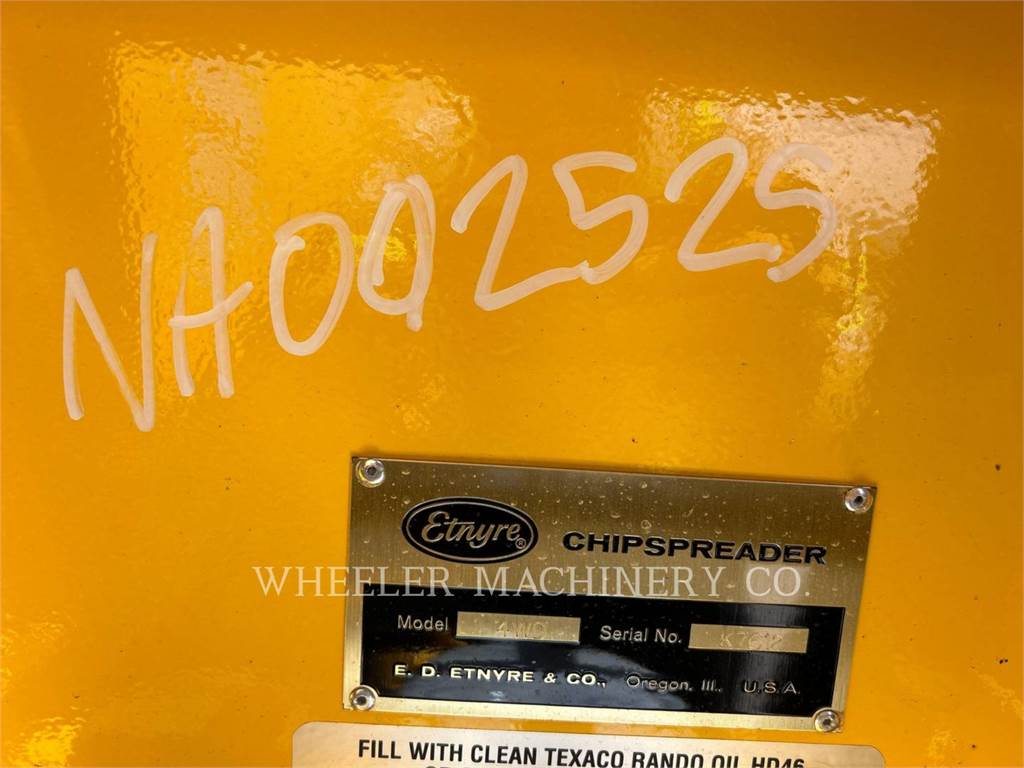 NA002525
Etnyre® CHIPSPREADER
WHEELER MACHINERY CO.
Model 4WD Serial No.
E. D. ETNYRE & CO., Oregon, Ill., U.S.A.
FILL WITH CLEAN TEXACO RANDO OIL HD46